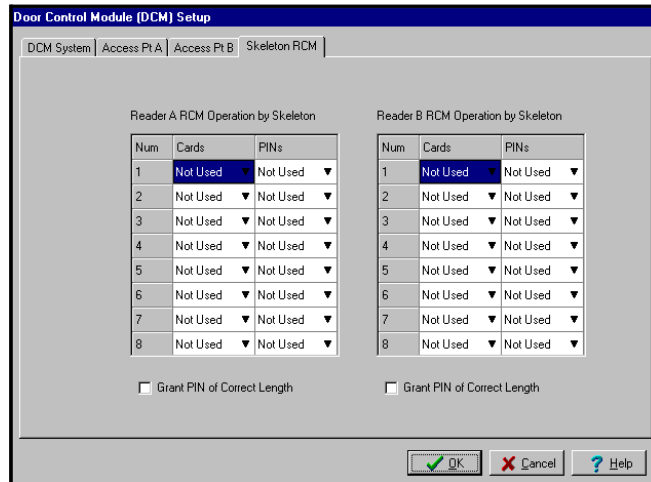 Door Control Module (DCM) Setup
DCM System Access Pt A Access Pt B Skeleton RCM
Reader A RCM Operation by Skeleton
Num Cards PINs
1 Not Used Not Used
2 Not Used Not Used
3 Not Used Not Used
4 Not Used Not Used
5 Not Used Not Used
6 Not Used Not Used
7 Not Used Not Used
8 Not Used Not Used
Grant PIN of Correct Length
Reader B RCM Operation by Skeleton
Num Cards PINs
1 Not Used Not Used
2 Not Used Not Used
3 Not Used Not Used
4 Not Used Not Used
5 Not Used Not Used
6 Not Used Not Used
7 Not Used Not Used
8 Not Used Not Used
Grant PIN of Correct Length
OK Cancel Help